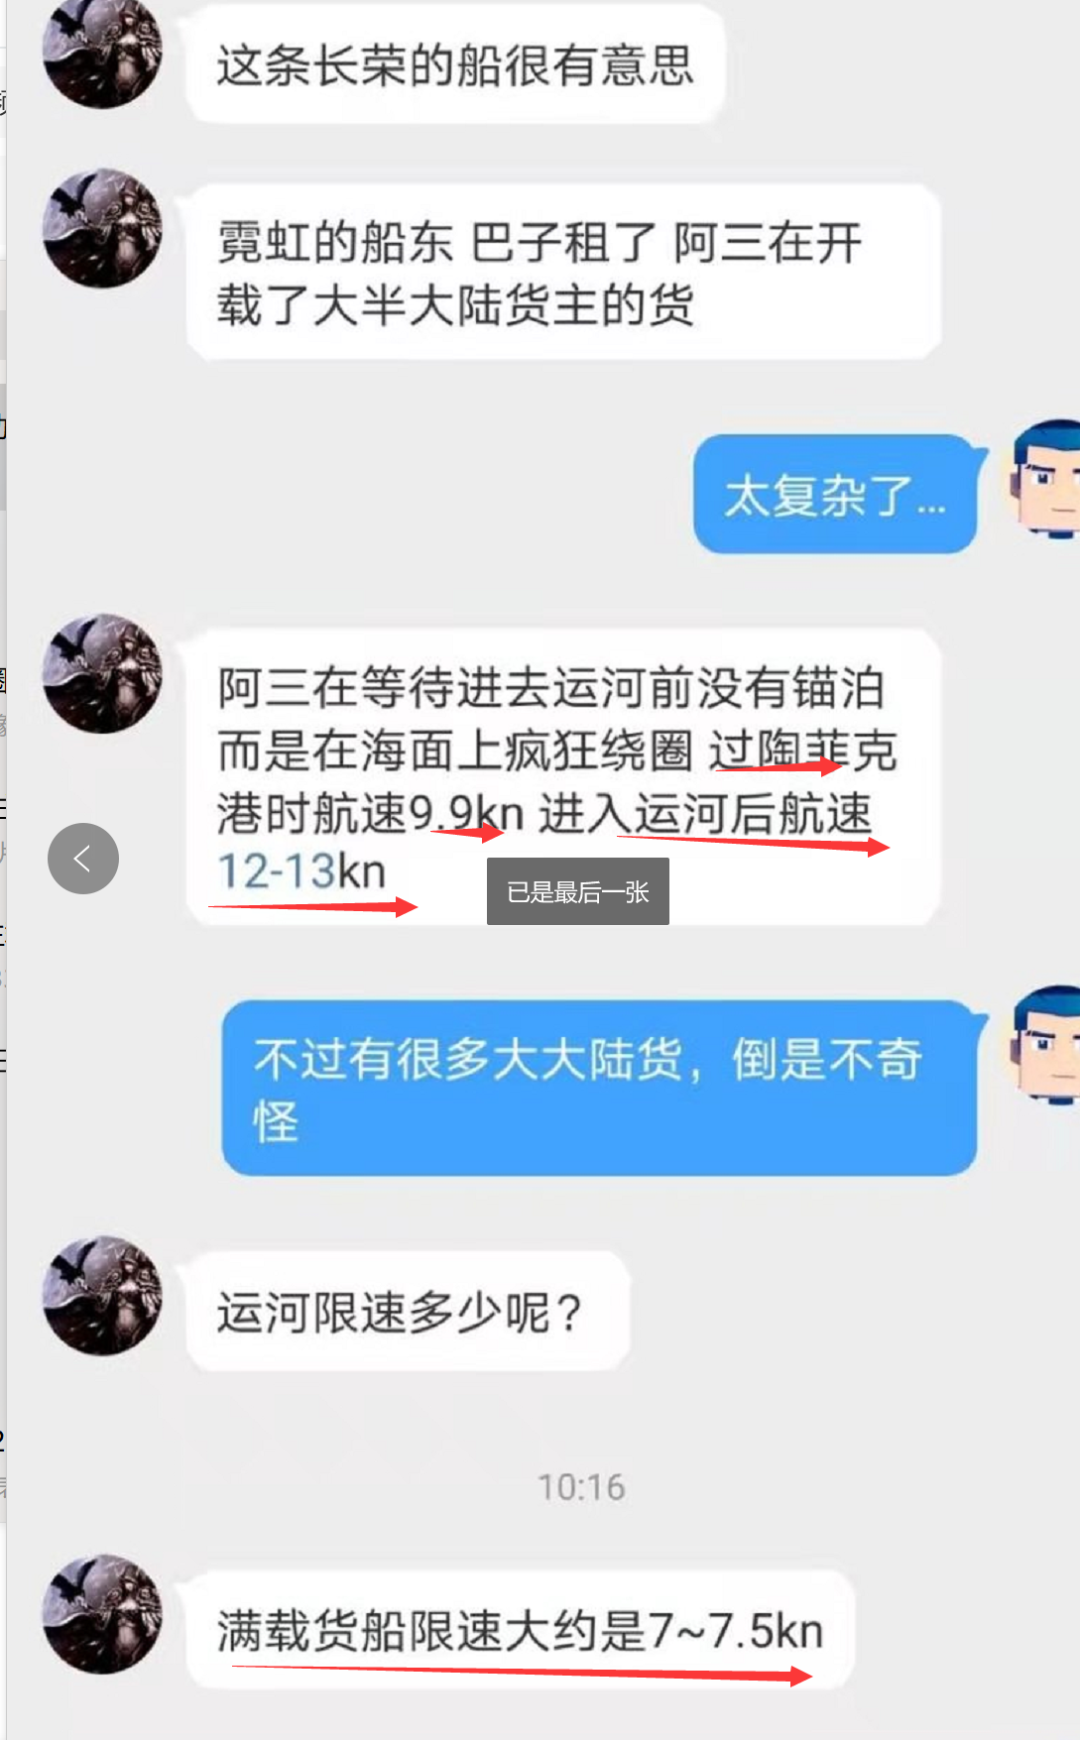 这条长荣的船很有意思
霓虹的船东 巴子租了 阿三在开
载了大半大陆货主的货
太复杂了...
阿三在等待进去运河前没有锚泊
而是在海面上疯狂绕圈 过陶菲克
港时航速9.9kn 进入运河后航速
12-13kn
已是最后一张
不过有很多大大陆货，倒是不奇
怪
运河限速多少呢？
10:16
满载货船限速大约是7~7.5kn